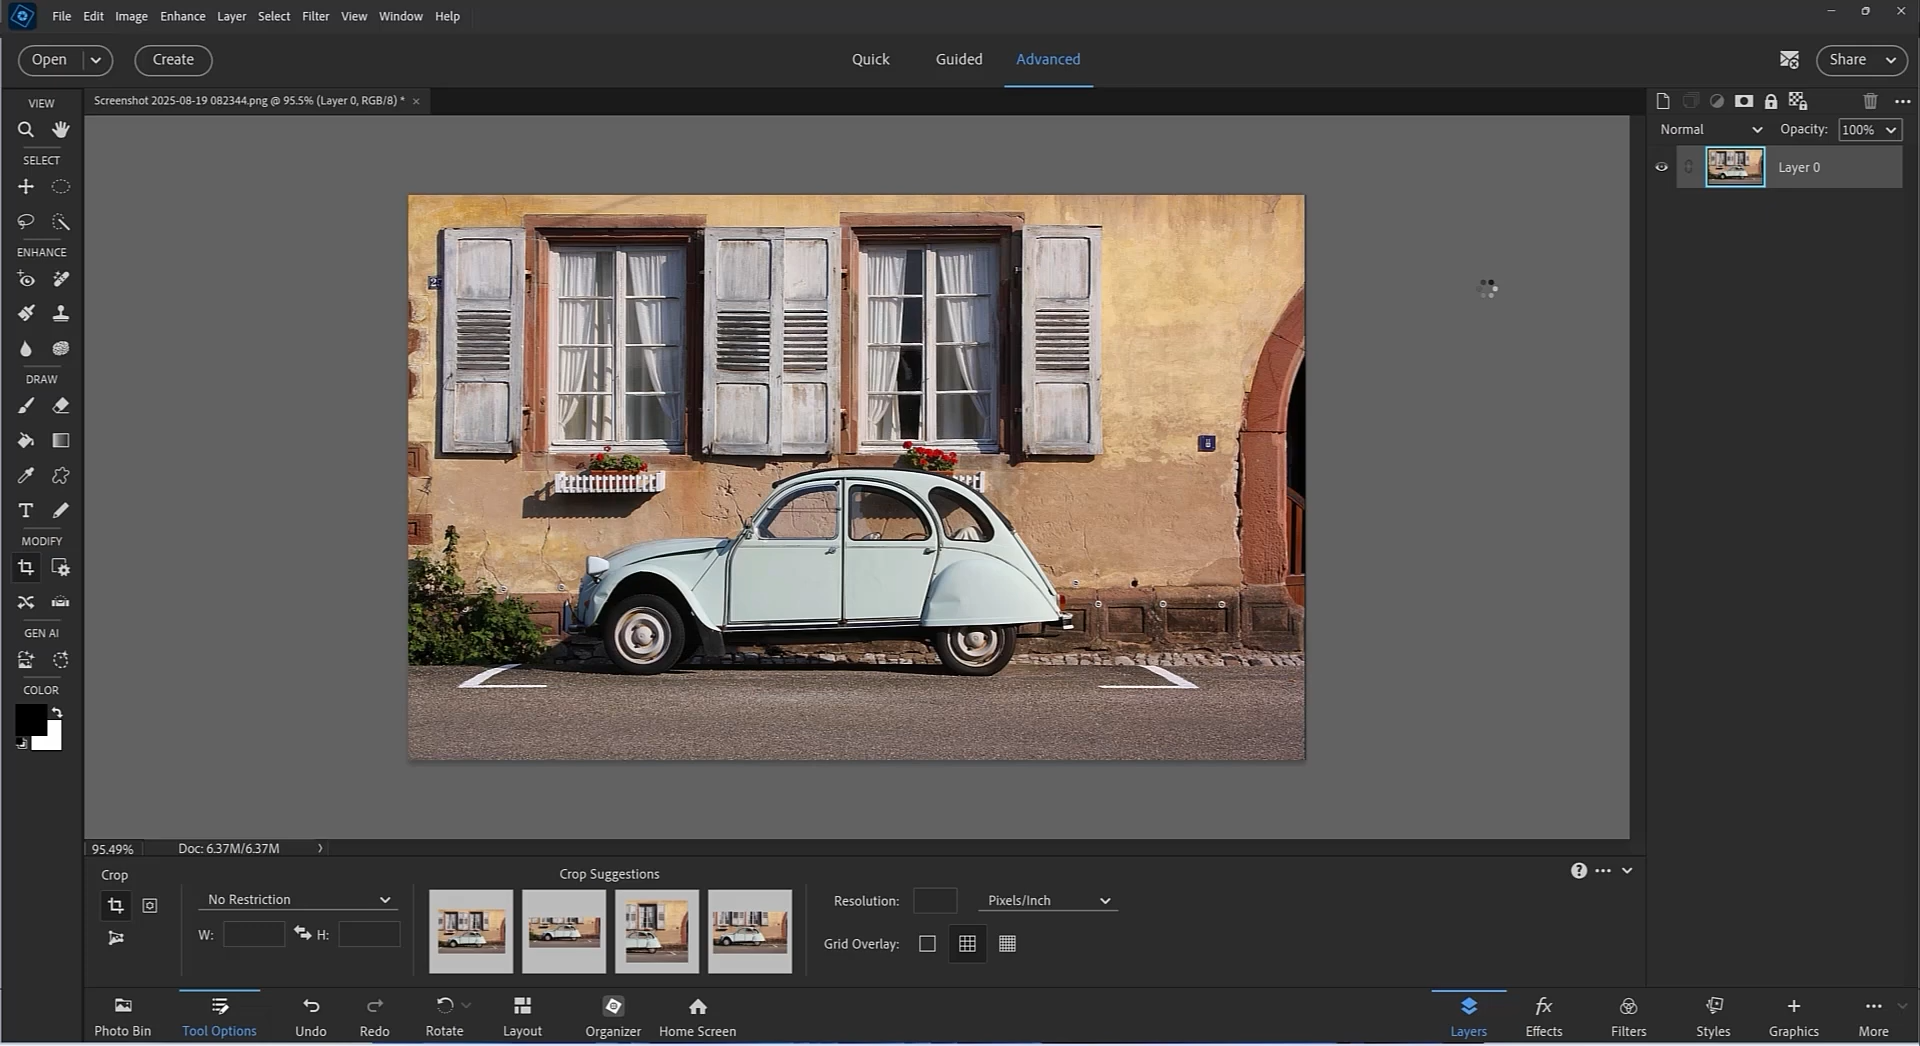 File Edit Image Enhance Layer Select Filter View Window Help
Open Create Quick Guided Advanced Share
VIEW
Screenshot 2025-08-19 082344.png @ 95.5% (Layer 0, RGB/8) * ×
Normal Opacity: 100%
Layer 0
SELECT
ENHANCE
DRAW
MODIFY
GEN AI
COLOR
95.49% Doc: 6.37M/6.37M
Crop
Crop Suggestions
No Restriction
W: H:
Resolution: Pixels/Inch
Grid Overlay:
Photo Bin Tool Options Undo Redo Rotate Layout Organizer Home Screen Layers Effects Filters Styles Graphics More